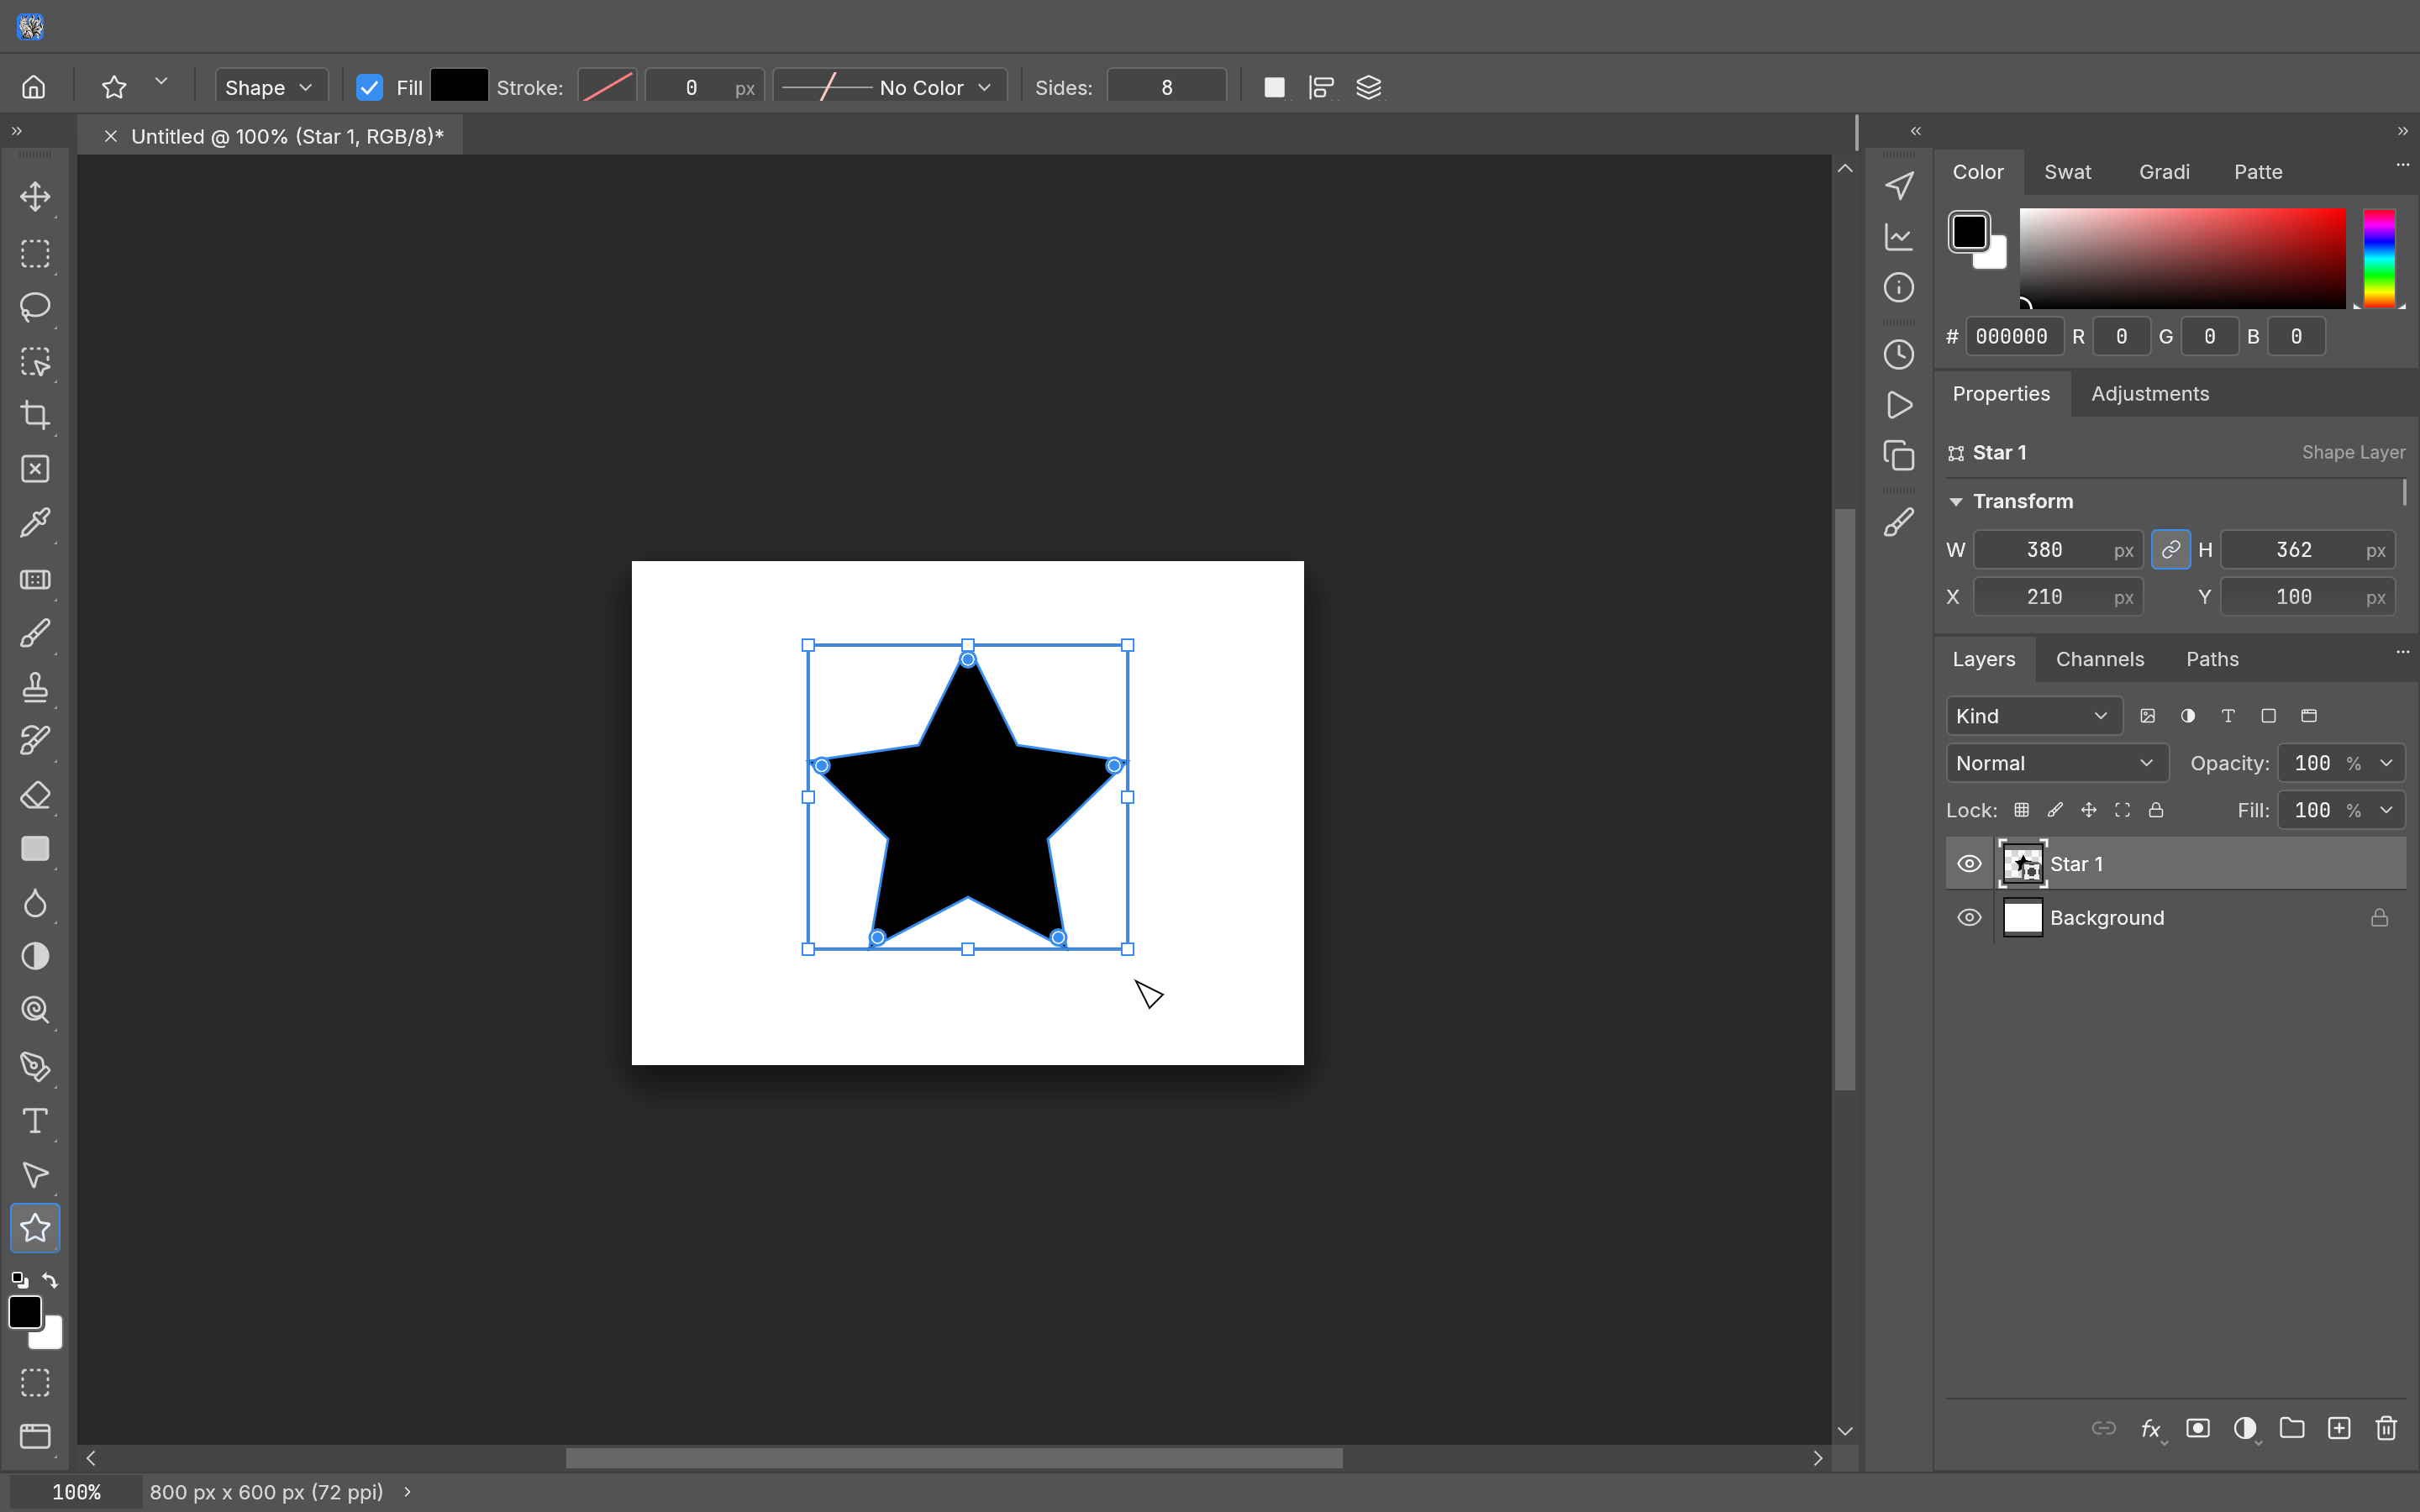 Shape Fill Stroke: 0 px No Color Sides: 8
Untitled @ 100% (Star 1, RGB/8)*
Color Swat Gradi Patte
# 000000 R 0 G 0 B 0
Properties Adjustments
Star 1 Shape Layer
Transform
W 380 px H 362 px
X 210 px Y 100 px
Layers Channels Paths
Kind
Normal Opacity: 100 %
Lock: Fill: 100 %
Star 1
Background
fx
100% 800 px x 600 px (72 ppi)